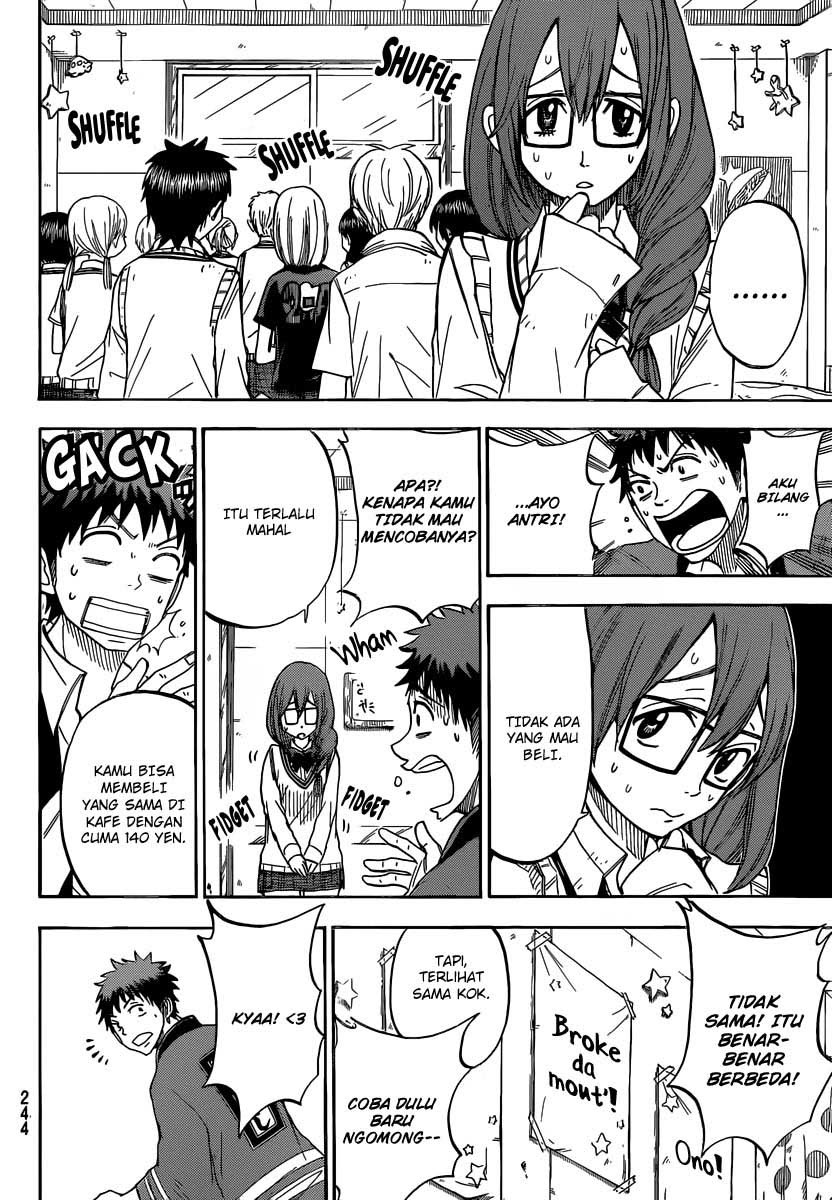 SHUFFLE
SHUFFLE
SHUFFLE
......
AKU
BILANG
...
...AYO
ANTRI!
TIDAK ADA
YANG MAU
BELI.
APA?!
KENAPA KAMU
TIDAK MAU
MENCOBANYA?
ITU TERLALU
MAHAL
Wham
FIDGET
FIDGET
GACK
KAMU BISA
MEMBELI
YANG SAMA DI
KAFE DENGAN
CUMA 140 YEN.
TIDAK
SAMA! ITU
BENAR-
BENAR
BERBEDA!
Broke
da
mout'!
Ono!
TAPI,
TERLIHAT
SAMA KOK.
COBA DULU
BARU
NGOMONG--
KYAA! <3
244